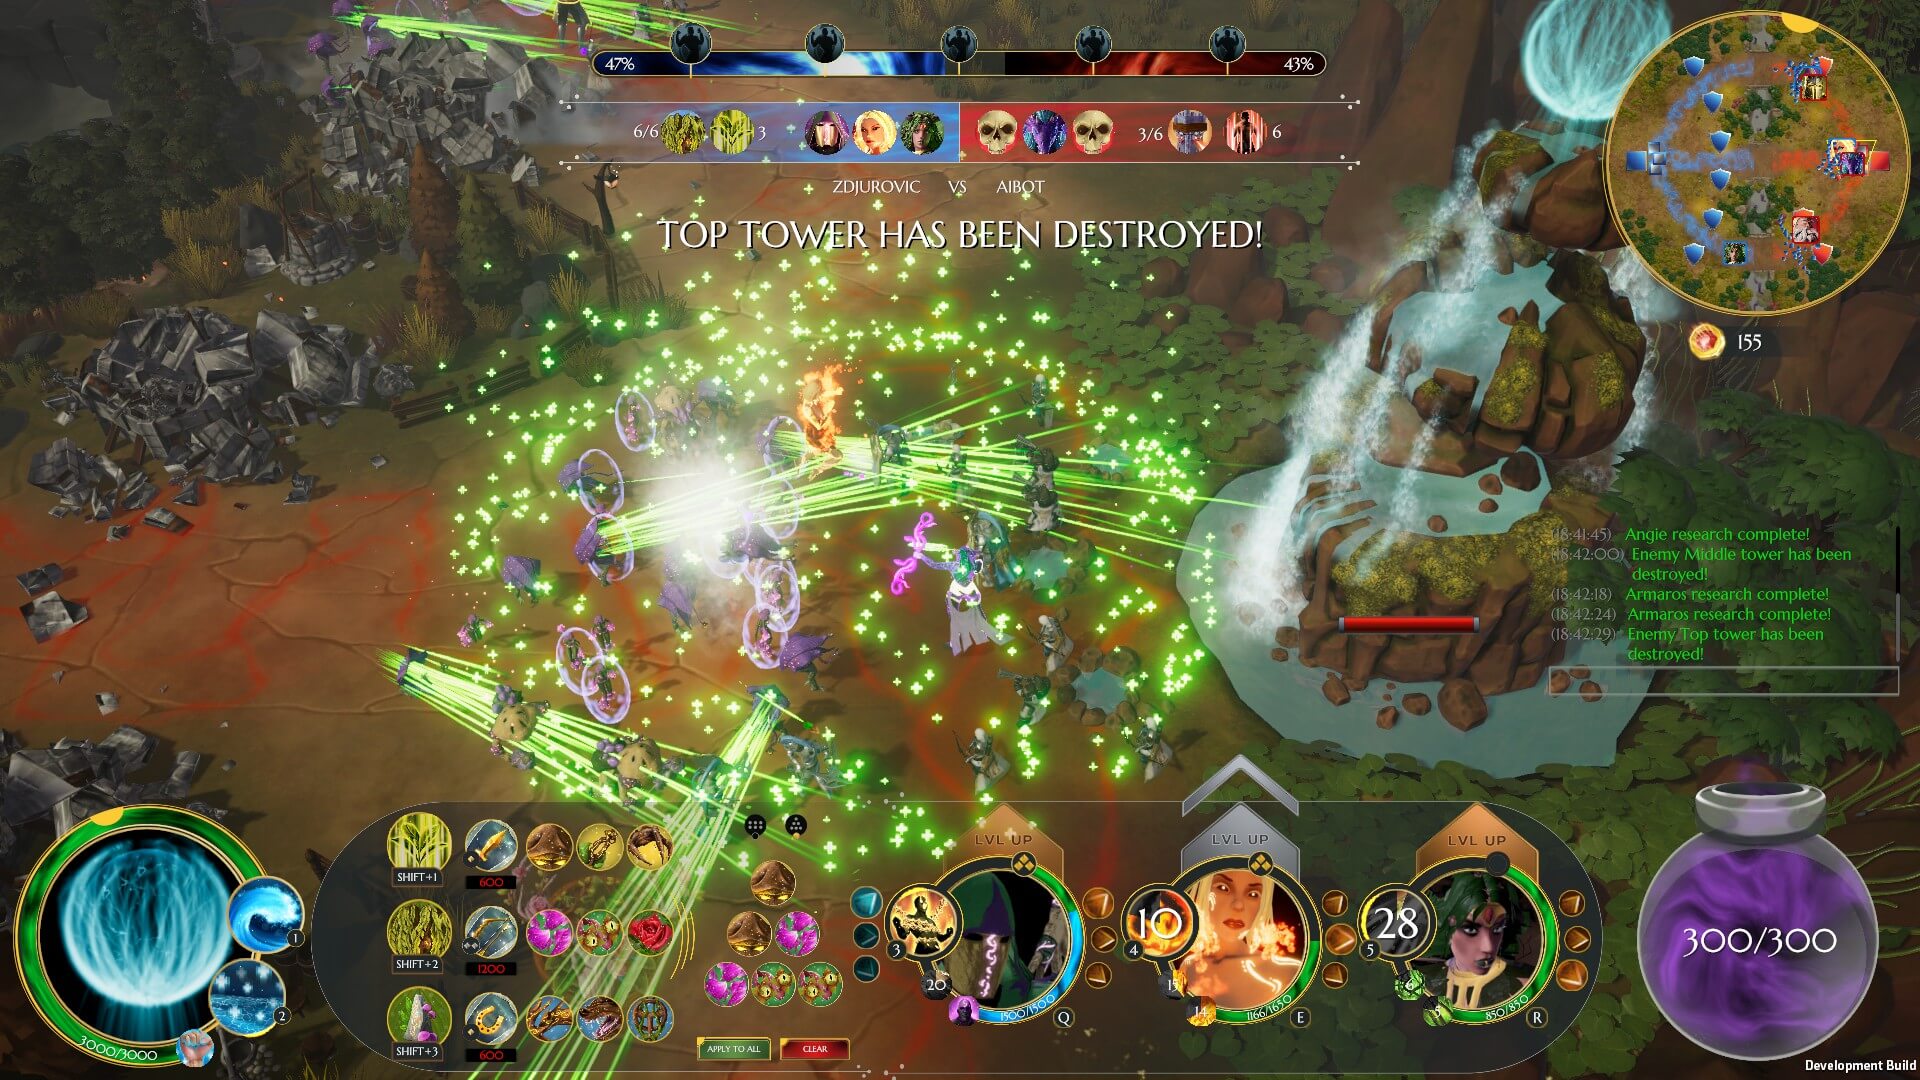 47%
43%
6/6
3
3/6
6
ZDJUROVIC VS AIBOT
TOP TOWER HAS BEEN DESTROYED!
155
(18:41:45) Angie research complete!
(18:42:00) Enemy Middle tower has been
destroyed!
(18:42:18) Armaros research complete!
(18:42:24) Armaros research complete!
(18:42:29) Enemy Top tower has been
destroyed!
3000/3000
1
2
SHIFT+1
600
SHIFT+2
1200
SHIFT+3
600
APPLY TO ALL
CLEAR
LVL UP
3
20
1500/1500
Q
LVL UP
10
4
14
1166/1650
E
LVL UP
28
5
6
850/850
R
300/300
Development Build